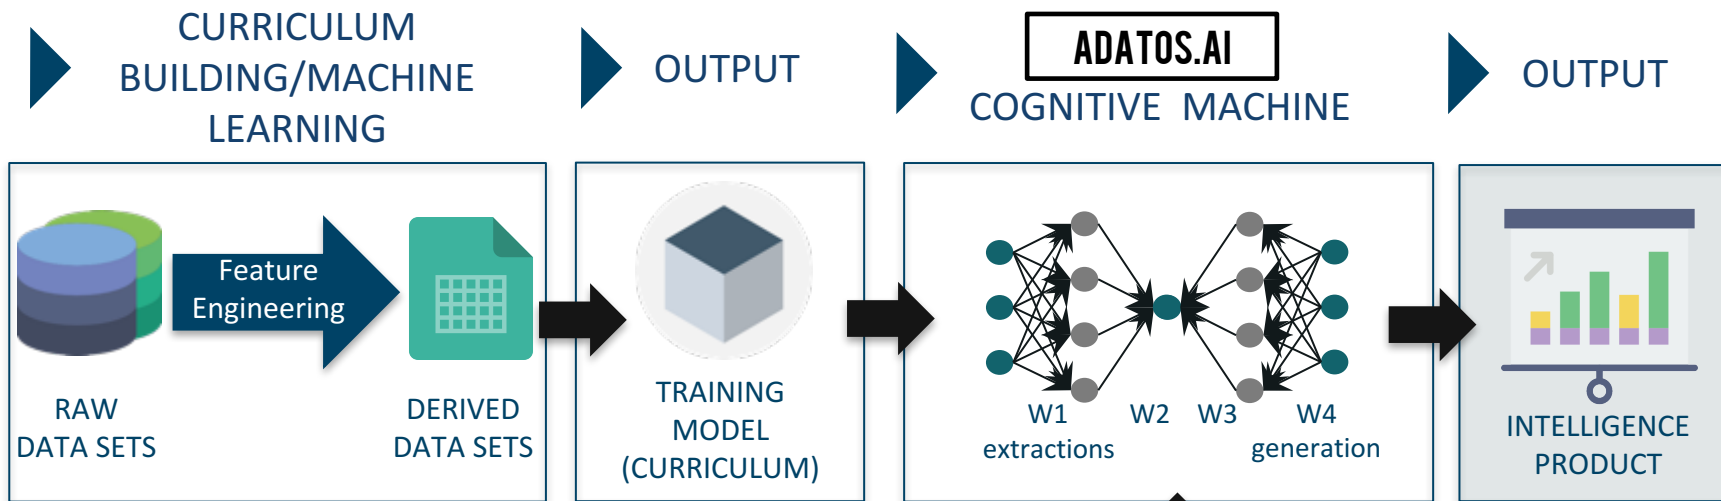 CURRICULUM
BUILDING/MACHINE
LEARNING
OUTPUT
ADATOS.AI
COGNITIVE MACHINE
OUTPUT
Feature
Engineering
RAW
DATA SETS
DERIVED
DATA SETS
TRAINING
MODEL
(CURRICULUM)
W1
extractions
W2
W3
W4
generation
INTELLIGENCE
PRODUCT